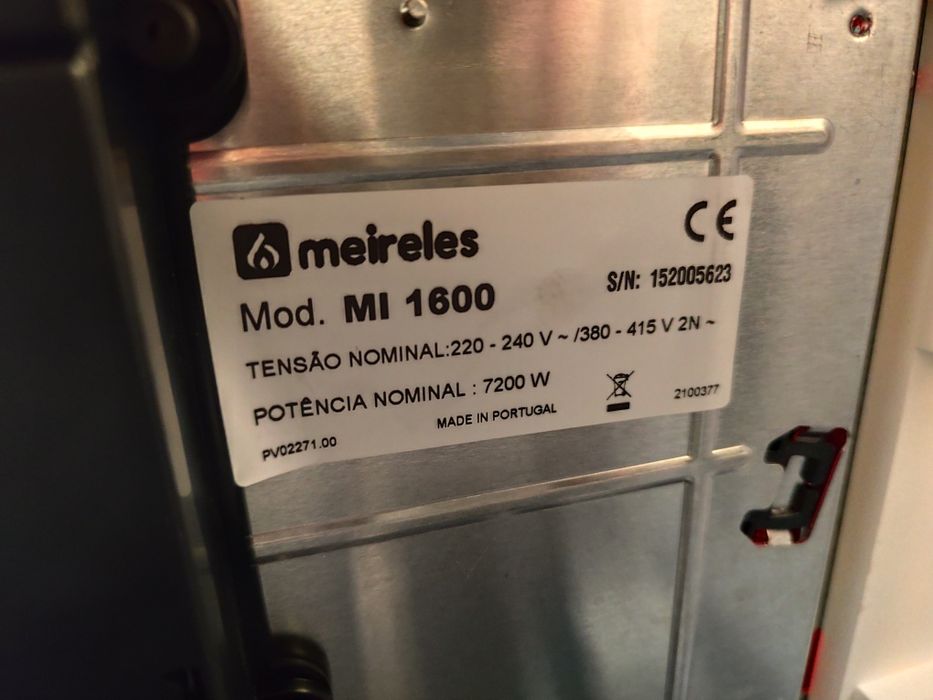 meireles
CE
Mod. MI 1600
S/N: 152005623
TENSÃO NOMINAL:220 - 240 V ~ /380 - 415 V 2N ~
POTÊNCIA NOMINAL : 7200 W
PV02271.00
MADE IN PORTUGAL
2100377